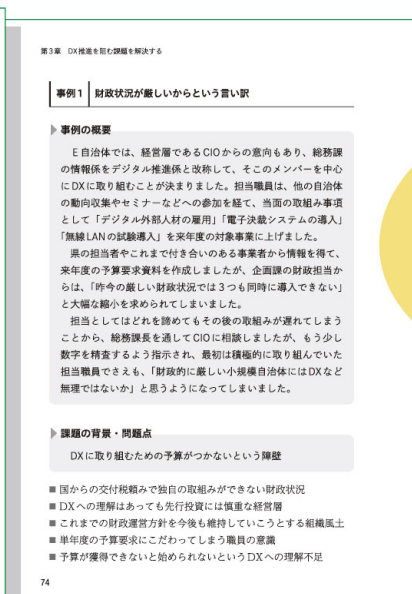 第3章　DX推進を阻む課題を解決する
事例1　財政状況が厳しいからという言い訳
事例の概要
　E自治体では、経営層であるCIOからの意向もあり、総務課
の情報係をデジタル推進係と改称して、そこのメンバーを中心
にDXに取り組むことが決まりました。担当職員は、他の自治体
の動向収集やセミナーなどへの参加を経て、当面の取組み事項
として「デジタル外部人材の雇用」「電子決裁システムの導入」
「無線LANの試験導入」を来年度の対象事業に上げました。
　県の担当者やこれまで付き合いのある事業者から情報を得て、
来年度の予算要求資料を作成しましたが、企画課の財政担当か
らは、「昨今の厳しい財政状況では3つも同時に導入できない」
と大幅な縮小を求められてしまいました。
　担当としてはどれを諦めてもその後の取組みが遅れてしまう
ことから、総務課長を通してCIOに相談しましたが、もう少し
数字を精査するよう指示され、最初は積極的に取り組んでいた
担当職員でさえも、「財政的に厳しい小規模自治体にはDXなど
無理ではないか」と思うようになってしまいました。
課題の背景・問題点
DXに取り組むための予算がつかないという障壁
■ 国からの交付税頼みで独自の取組みができない財政状況
■ DXへの理解はあっても先行投資には慎重な経営層
■ これまでの財政運営方針を今後も維持していこうとする組織風土
■ 単年度の予算要求にこだわってしまう職員の意識
■ 予算が獲得できないと始められないというDXへの理解不足
74